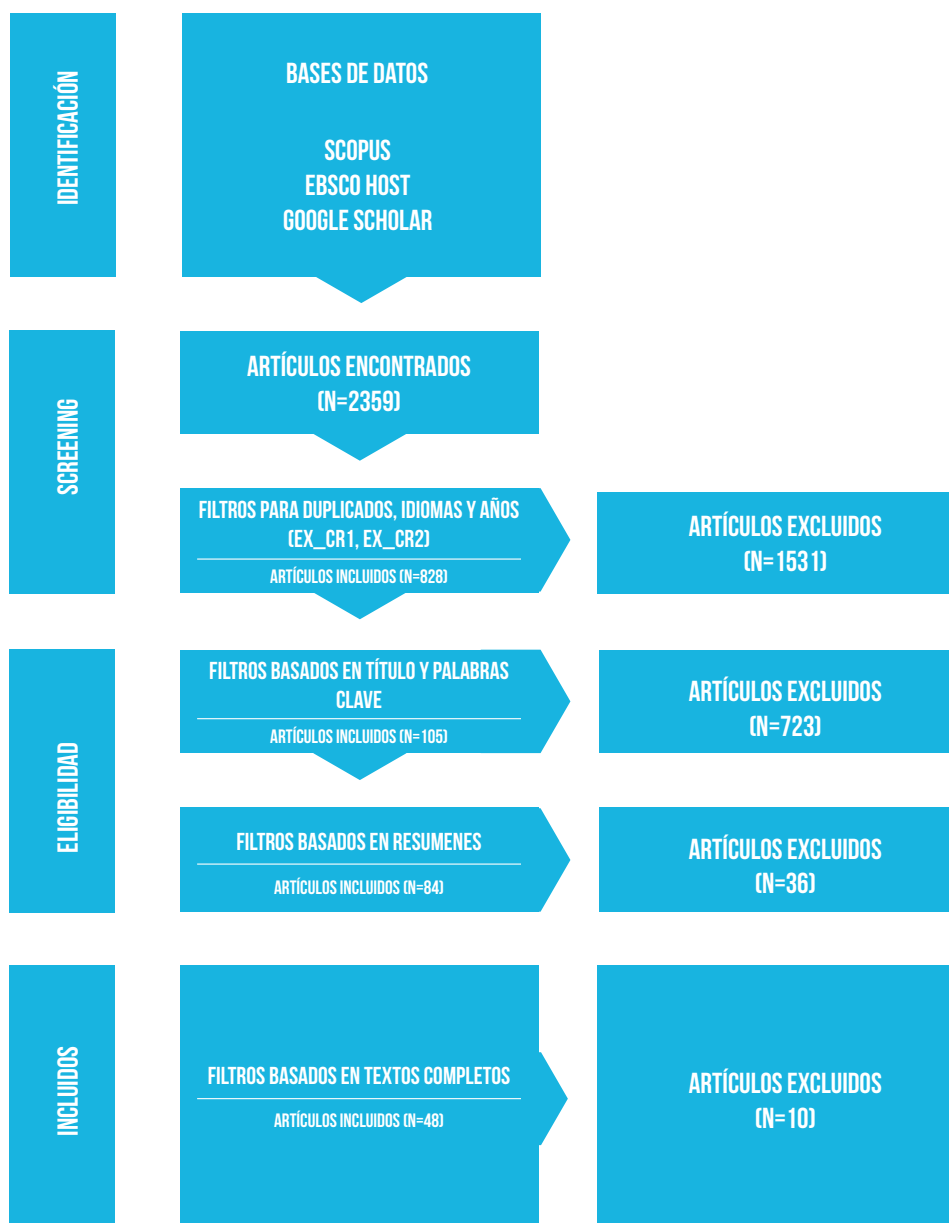 IDENTIFICACIÓN
BASES DE DATOS
SCOPUS
EBSCO HOST
GOOGLE SCHOLAR
SCREENING
ARTÍCULOS ENCONTRADOS
(N=2359)
FILTROS PARA DUPLICADOS, IDIOMAS Y AÑOS
(EX_CR1, EX_CR2)
ARTÍCULOS INCLUIDOS (N=828)
ARTÍCULOS EXCLUIDOS
(N=1531)
ELIGIBILIDAD
FILTROS BASADOS EN TÍTULO Y PALABRAS
CLAVE
ARTÍCULOS INCLUIDOS (N=105)
ARTÍCULOS EXCLUIDOS
(N=723)
FILTROS BASADOS EN RESUMENES
ARTÍCULOS INCLUIDOS (N=84)
ARTÍCULOS EXCLUIDOS
(N=36)
INCLUIDOS
FILTROS BASADOS EN TEXTOS COMPLETOS
ARTÍCULOS INCLUIDOS (N=48)
ARTÍCULOS EXCLUIDOS
(N=10)